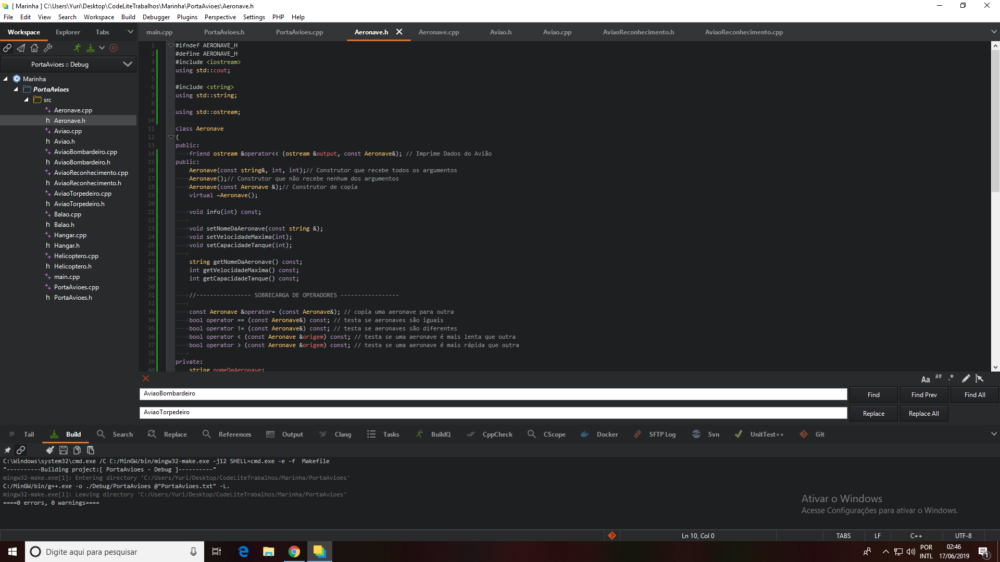 [ Marinha ] C:\Users\Yuri\Desktop\CodeLiteTrabalhos\Marinha\PortaAvioes\Aeronave.h
File Edit View Search Workspace Build Debugger Plugins Perspective Settings PHP Help
Workspace Explorer Tabs
main.cpp PortaAvioes.h PortaAvioes.cpp Aeronave.h Aeronave.cpp Aviao.h Aviao.cpp AviaoReconhecimento.h AviaoReconhecimento.cpp
PortaAvioes :: Debug
Marinha
PortaAvioes
src
Aeronave.cpp
Aeronave.h
Aviao.cpp
Aviao.h
AviaoBombardeiro.cpp
AviaoBombardeiro.h
AviaoReconhecimento.cpp
AviaoReconhecimento.h
AviaoTorpedeiro.cpp
AviaoTorpedeiro.h
Balao.cpp
Balao.h
Hangar.cpp
Hangar.h
Helicoptero.cpp
Helicoptero.h
main.cpp
PortaAvioes.cpp
PortaAvioes.h
1 #ifndef AERONAVE_H
2 #define AERONAVE_H
3 #include <iostream>
4 using std::cout;
5
6 #include <string>
7 using std::string;
8
9 using std::ostream;
10
11 class Aeronave
12 {
13 public:
14 friend ostream &operator<< (ostream &output, const Aeronave&); // Imprime Dados do Avião
15 public:
16 Aeronave(const string&, int, int);// Construtor que recebe todos os argumentos
17 Aeronave();// Construtor que não recebe nenhum dos argumentos
18 Aeronave(const Aeronave &);// Construtor de copia
19 virtual ~Aeronave();
20
21 void info(int) const;
22
23 void setNomeDaAeronave(const string &);
24 void setVelocidadeMaxima(int);
25 void setCapacidadeTanque(int);
26
27 string getNomeDaAeronave() const;
28 int getVelocidadeMaxima() const;
29 int getCapacidadeTanque() const;
30
31 //---------------- SOBRECARGA DE OPERADORES -----------------
32
33 const Aeronave &operator= (const Aeronave&); // copia uma aeronave para outra
34 bool operator == (const Aeronave&) const; // testa se aeronaves são iguais
35 bool operator != (const Aeronave&) const; // testa se aeronaves são diferentes
36 bool operator < (const Aeronave &origem) const; // testa se uma aeronave é mais lenta que outra
37 bool operator > (const Aeronave &origem) const; // testa se uma aeronave é mais rápida que outra
38
39 private:
40 string nomeDaAeronave;
Aa “” .*
AviaoBombardeiro Find Find Prev Find All
AviaoTorpedeiro Replace Replace All
Tail Build Search Replace References Output Clang Tasks BuildQ CppCheck CScope Docker SFTP Log Svn UnitTest++ Git
C:\Windows\system32\cmd.exe /C C:/MinGW/bin/mingw32-make.exe -j12 SHELL=cmd.exe -e -f  Makefile
"----------Building project:[ PortaAvioes - Debug ]----------"
mingw32-make.exe[1]: Entering directory 'C:/Users/Yuri/Desktop/CodeLiteTrabalhos/Marinha/PortaAvioes'
C:/MinGW/bin/g++.exe -o ./Debug/PortaAvioes @"PortaAvioes.txt" -L.
mingw32-make.exe[1]: Leaving directory 'C:/Users/Yuri/Desktop/CodeLiteTrabalhos/Marinha/PortaAvioes'
====0 errors, 0 warnings====
Ativar o Windows
Acesse Configurações para ativar o Windows.
Ln 10, Col 0 TABS LF C++ UTF-8
Digite aqui para pesquisar
POR
INTL
02:46
17/06/2019
1